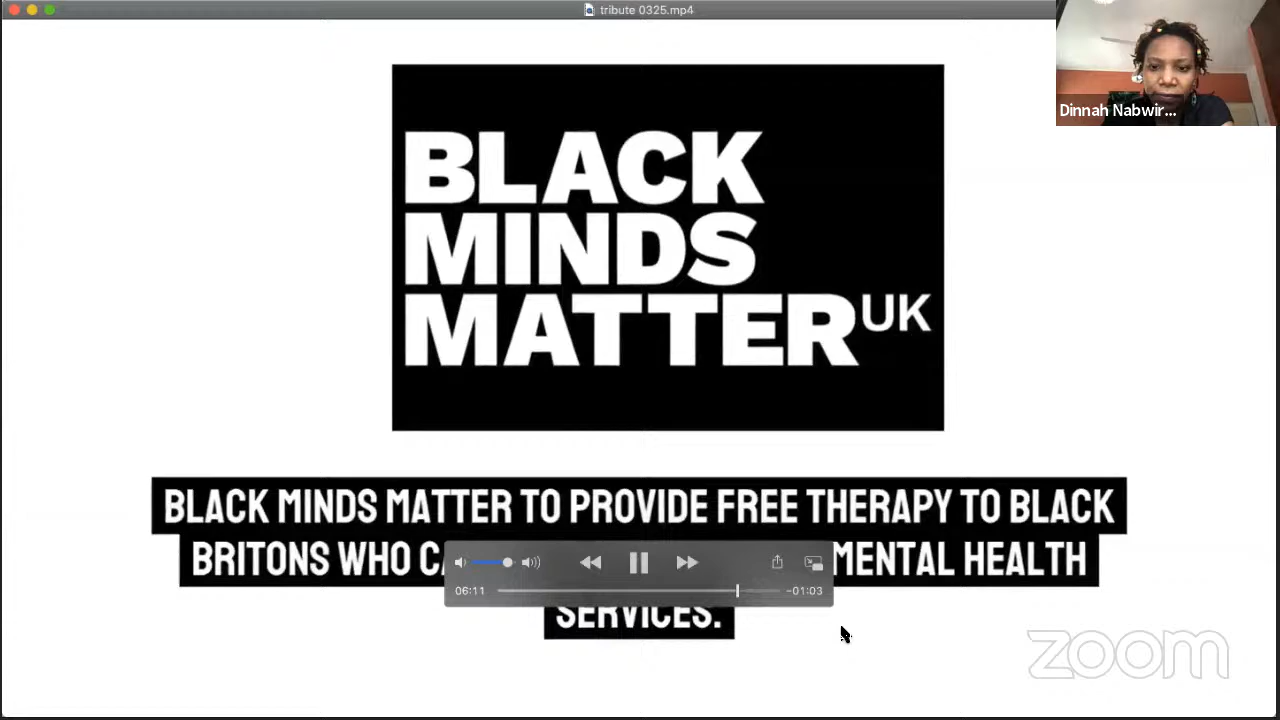 tribute 0325.mp4
Dinnah Nabwir...
BLACK
MINDS
MATTER UK
BLACK MINDS MATTER TO PROVIDE FREE THERAPY TO BLACK
BRITONS WHO MENTAL HEALTH
SERVICES.
06:11
-01:03
zoom